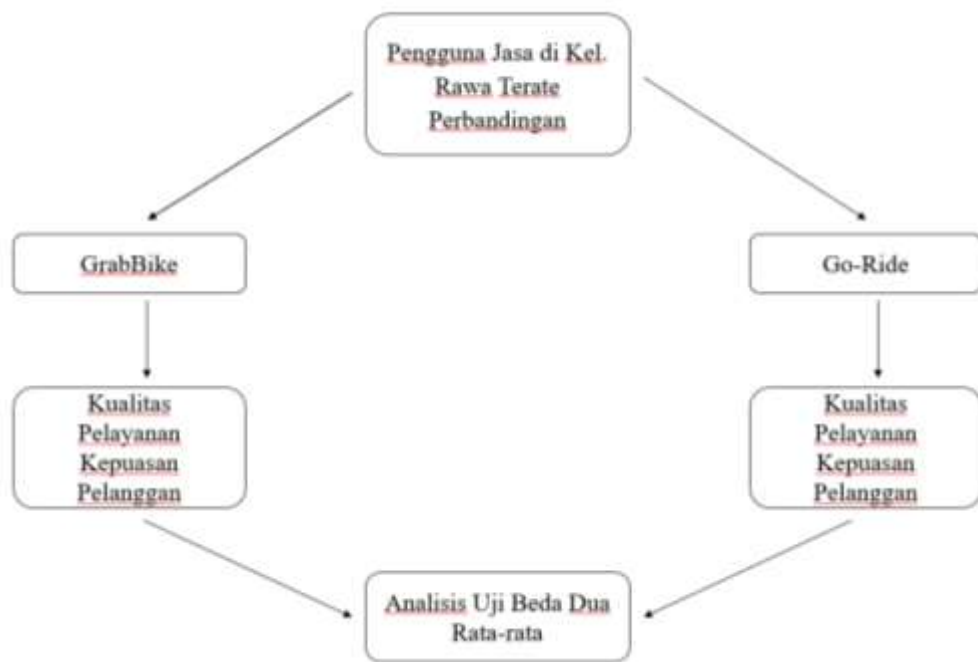 Pengguna Jasa di Kel.
Rawa Terate
Perbandingan
GrabBike
Go-Ride
Kualitas
Pelayanan
Kepuasan
Pelanggan
Kualitas
Pelayanan
Kepuasan
Pelanggan
Analisis Uji Beda Dua
Rata-rata